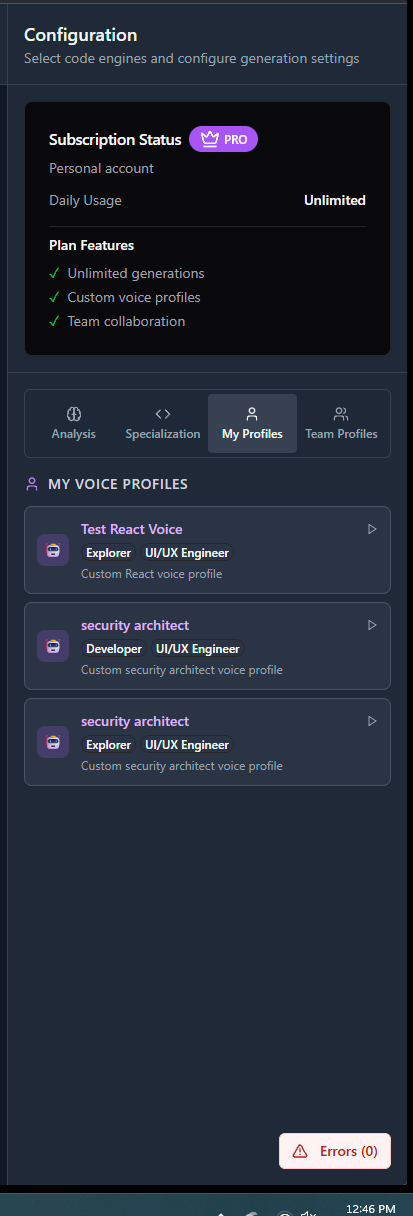 Configuration
Select code engines and configure generation settings
Subscription Status PRO
Personal account
Daily Usage Unlimited
Plan Features
✓ Unlimited generations
✓ Custom voice profiles
✓ Team collaboration
Analysis Specialization My Profiles Team Profiles
MY VOICE PROFILES
Test React Voice
Explorer UI/UX Engineer
Custom React voice profile
security architect
Developer UI/UX Engineer
Custom security architect voice profile
security architect
Explorer UI/UX Engineer
Custom security architect voice profile
Errors (0)
12:46 PM